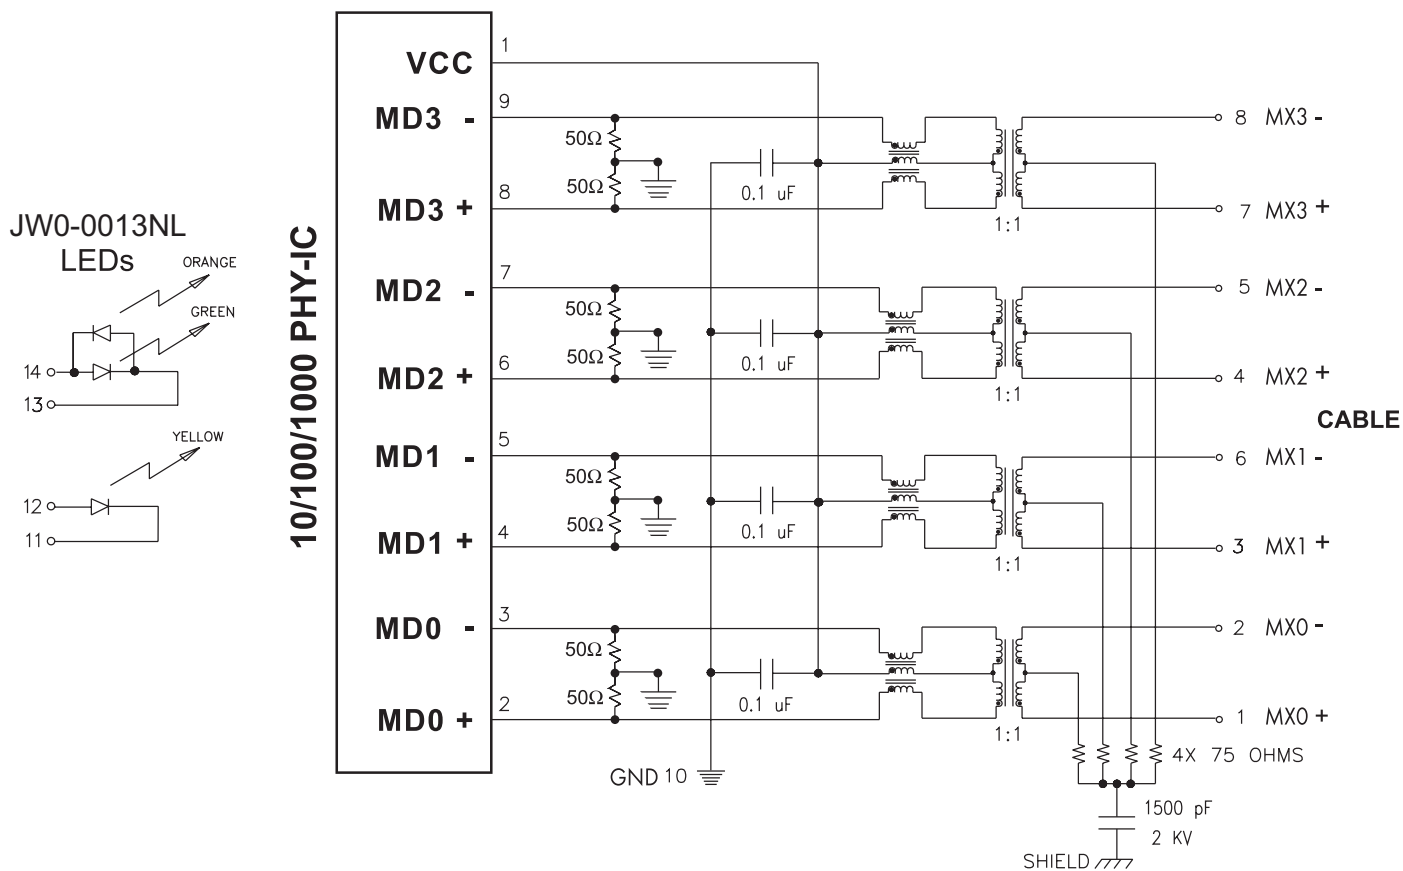 JW0-0013NL
LEDs
ORANGE
GREEN
14
13
YELLOW
12
11
10/100/1000 PHY-IC
VCC
1
MD3 -
9
50Ω
50Ω
0.1 uF
8
MD3 +
1:1
8 MX3 -
7 MX3 +
MD2 -
7
50Ω
50Ω
0.1 uF
6
MD2 +
1:1
5 MX2 -
4 MX2 +
CABLE
MD1 -
5
50Ω
50Ω
0.1 uF
4
MD1 +
1:1
6 MX1 -
3 MX1 +
MD0 -
3
50Ω
50Ω
0.1 uF
2
MD0 +
1:1
2 MX0 -
1 MX0 +
GND 10
4X 75 OHMS
1500 pF
2 KV
SHIELD